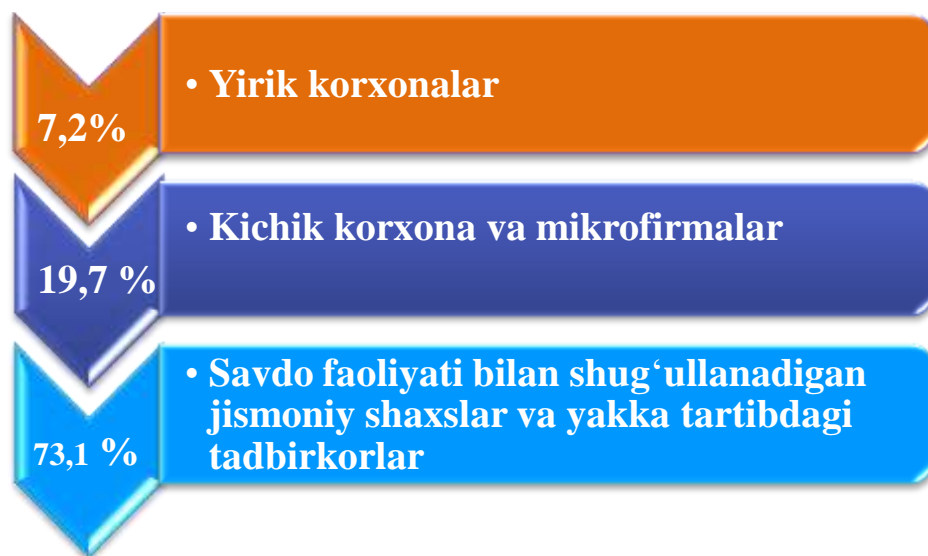 7,2%
• Yirik korxonalar
19,7 %
• Kichik korxona va mikrofirmalar
73,1 %
• Savdo faoliyati bilan shug‘ullanadigan
jismoniy shaxslar va yakka tartibdagi
tadbirkorlar